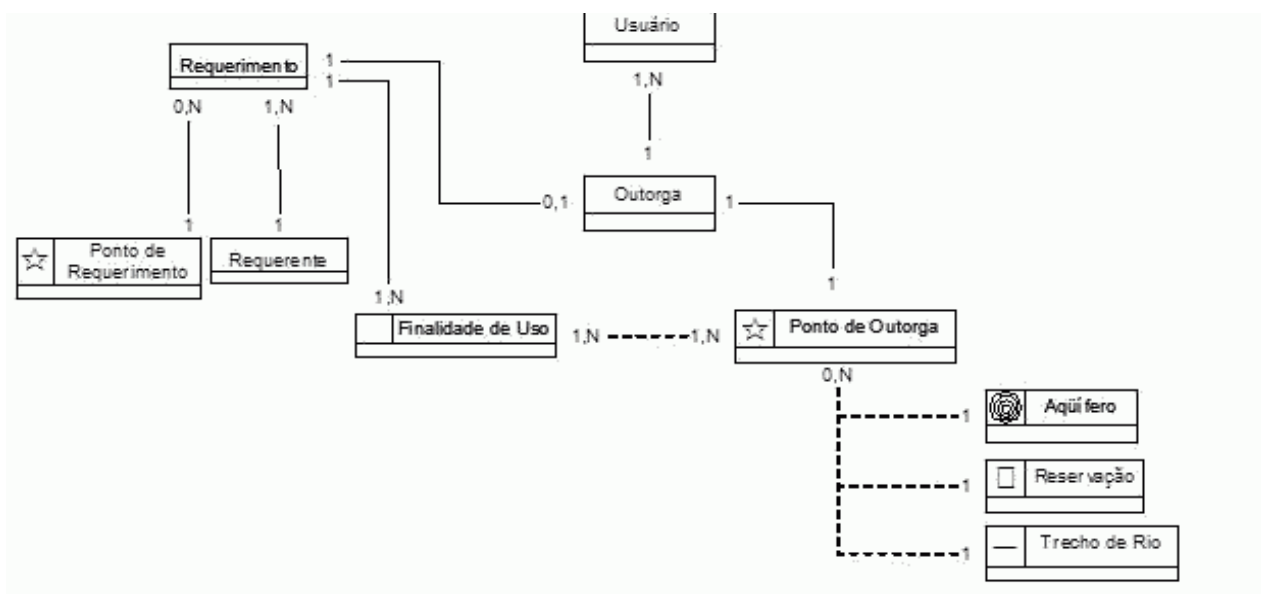 Usuário
Requerimento
1
1
1,N
0,N
1,N
1
Outorga
0,1
1
1
1
Ponto de
Requerimento
Requerente
1
1,N
Finalidade de Uso
1,N
1,N
Ponto de Outorga
0,N
1
Aqüífero
1
Reservação
1
Trecho de Rio